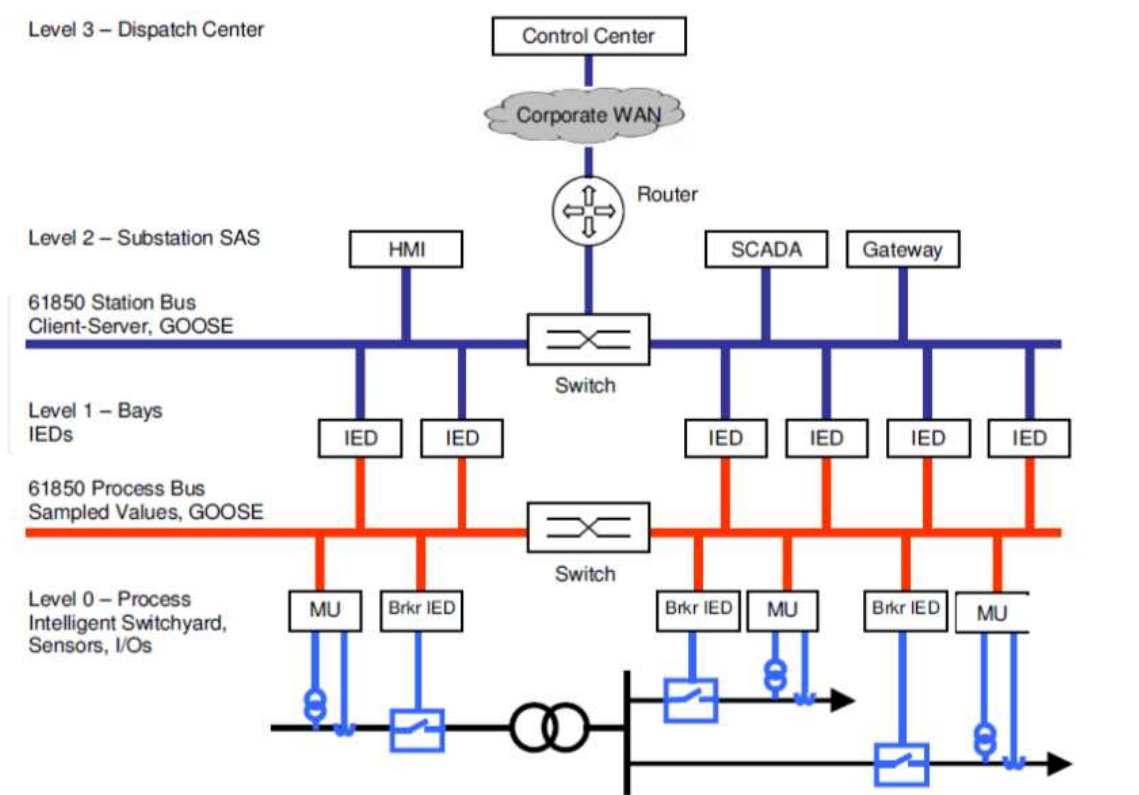 Level 3 – Dispatch Center
Control Center
Corporate WAN
Router
Level 2 – Substation SAS
HMI
SCADA
Gateway
61850 Station Bus
Client-Server, GOOSE
Switch
Level 1 – Bays
IEDs
IED
IED
IED
IED
IED
IED
61850 Process Bus
Sampled Values, GOOSE
Switch
Level 0 – Process
Intelligent Switchyard,
Sensors, I/Os
MU
Brkr IED
Brkr IED
MU
Brkr IED
MU